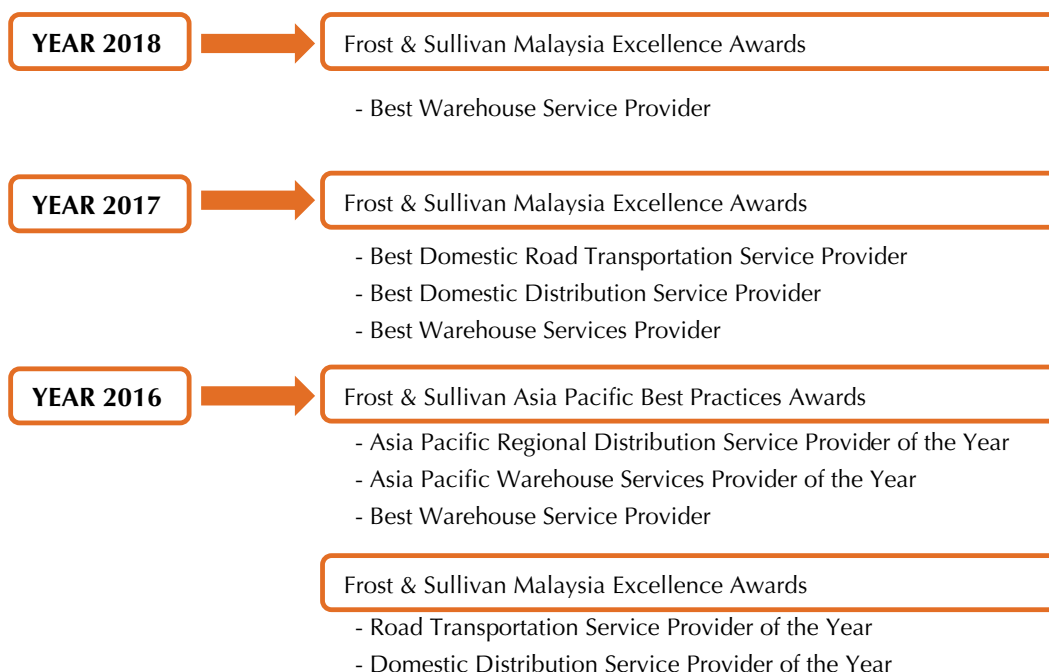 YEAR 2018
Frost & Sullivan Malaysia Excellence Awards
- Best Warehouse Service Provider
YEAR 2017
Frost & Sullivan Malaysia Excellence Awards
- Best Domestic Road Transportation Service Provider
- Best Domestic Distribution Service Provider
- Best Warehouse Services Provider
YEAR 2016
Frost & Sullivan Asia Pacific Best Practices Awards
- Asia Pacific Regional Distribution Service Provider of the Year
- Asia Pacific Warehouse Services Provider of the Year
- Best Warehouse Service Provider
Frost & Sullivan Malaysia Excellence Awards
- Road Transportation Service Provider of the Year
- Domestic Distribution Service Provider of the Year